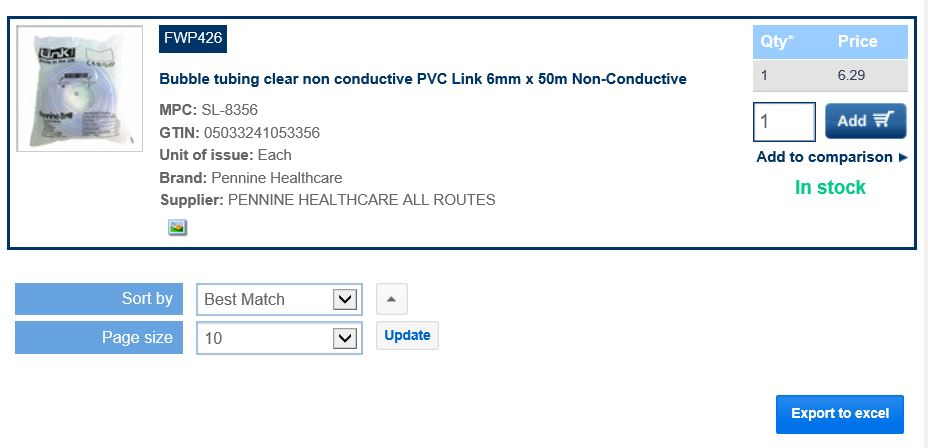 FWP426
Qty* Price
Bubble tubing clear non conductive PVC Link 6mm x 50m Non-Conductive
1 6.29
MPC: SL-8356
1 Add
GTIN: 05033241053356
Unit of issue: Each
Add to comparison
Brand: Pennine Healthcare
In stock
Supplier: PENNINE HEALTHCARE ALL ROUTES
Sort by Best Match
Page size 10 Update
Export to excel